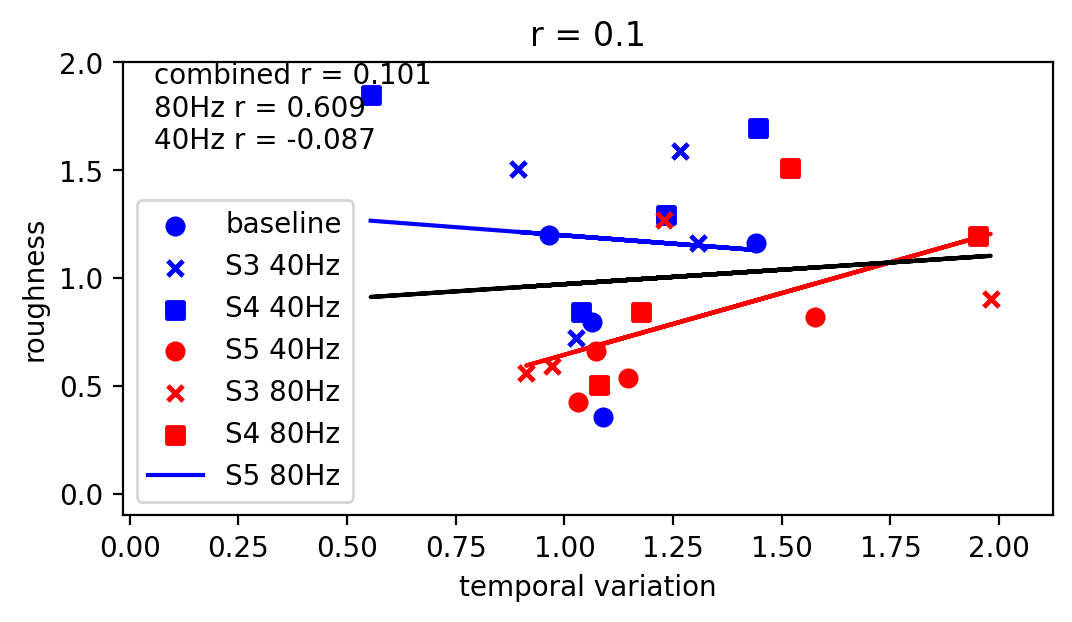 r = 0.1
combined r = 0.101
80Hz r = 0.609
40Hz r = -0.087
baseline
S3 40Hz
S4 40Hz
S5 40Hz
S3 80Hz
S4 80Hz
S5 80Hz
roughness
2.0
1.5
1.0
0.5
0.0
0.00 0.25 0.50 0.75 1.00 1.25 1.50 1.75 2.00
temporal variation